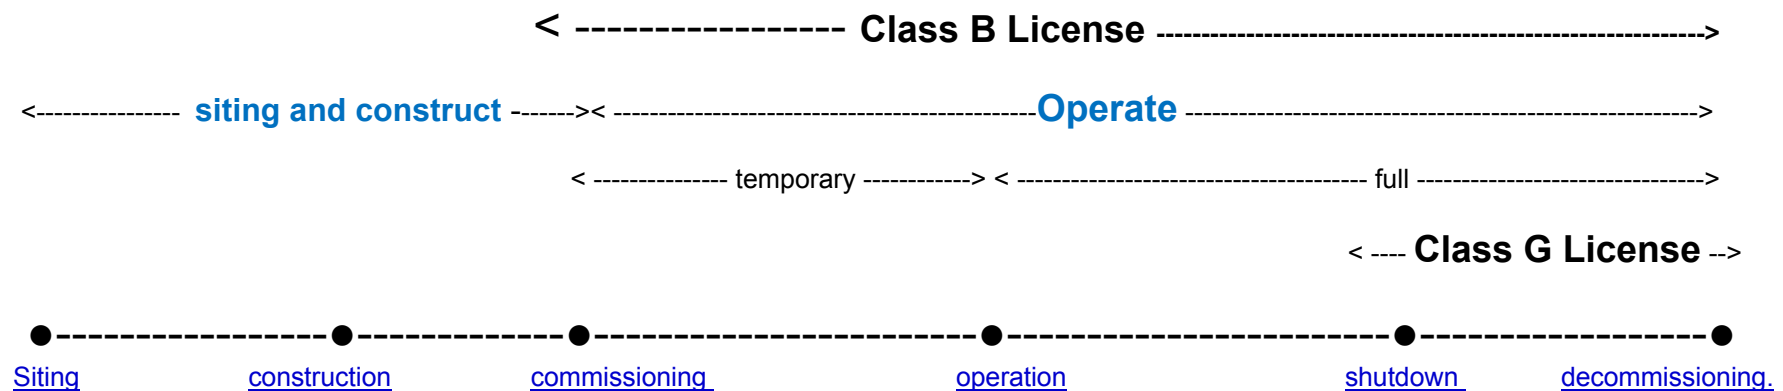 < ---------------- Class B License ------------------------------------------------------------->
<---------------- siting and construct -------><  -----------------------------------------------Operate --------------------------------------------------------->
< --------------- temporary ------------> < --------------------------------------- full -------------------------------->
< ---- Class G License -->
●-------------------●-------------●-------------------------●-------------------------●-------------------●
Siting construction commissioning operation shutdown decommissioning.